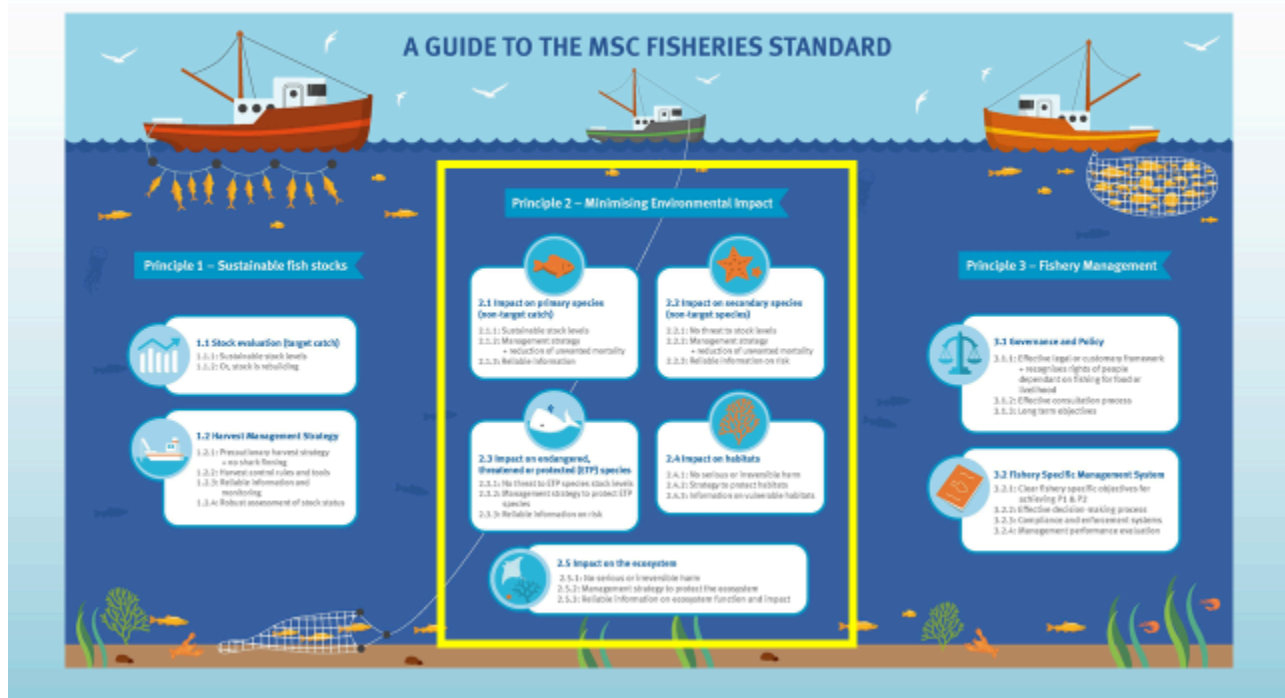 A GUIDE TO THE MSC FISHERIES STANDARD
Principle 1 – Sustainable fish stocks
1.1 Stock evaluation (target catch)
1.1.1: Sustainable stock levels
1.1.2: Or, stock is rebuilding
1.2 Harvest Management Strategy
1.2.1: Precautionary harvest strategy
+ no shark finning
1.2.2: Harvest control rules and tools
1.2.3: Reliable information and
monitoring
1.2.4: Robust assessment of stock status
Principle 2 – Minimising Environmental Impact
2.1 Impact on primary species
(non-target catch)
2.1.1: Sustainable stock levels
2.1.2: Management strategy
+ reduction of unwanted mortality
2.1.3: Reliable information
2.2 Impact on secondary species
(non-target species)
2.2.1: No threat to stock levels
2.2.2: Management strategy
+ reduction of unwanted mortality
2.2.3: Reliable information on risk
2.3 Impact on endangered,
threatened or protected (ETP) species
2.3.1: No threat to ETP species stock levels
2.3.2: Management strategy to protect ETP
species
2.3.3: Reliable information on risk
2.4 Impact on habitats
2.4.1: No serious or irreversible harm
2.4.2: Strategy to protect habitats
2.4.3: Information on vulnerable habitats
2.5 Impact on the ecosystem
2.5.1: No serious or irreversible harm
2.5.2: Management strategy to protect the ecosystem
2.5.3: Reliable information on ecosystem function and impact
Principle 3 – Fishery Management
3.1 Governance and Policy
3.1.1: Effective legal or customary framework
+ recognises rights of people
dependant on fishing for food or
livelihood
3.1.2: Effective consultation process
3.1.3: Long term objectives
3.2 Fishery Specific Management System
3.2.1: Clear fishery specific objectives for
achieving P1 & P2
3.2.2: Effective decision-making process
3.2.3: Compliance and enforcement systems
3.2.4: Management performance evaluation